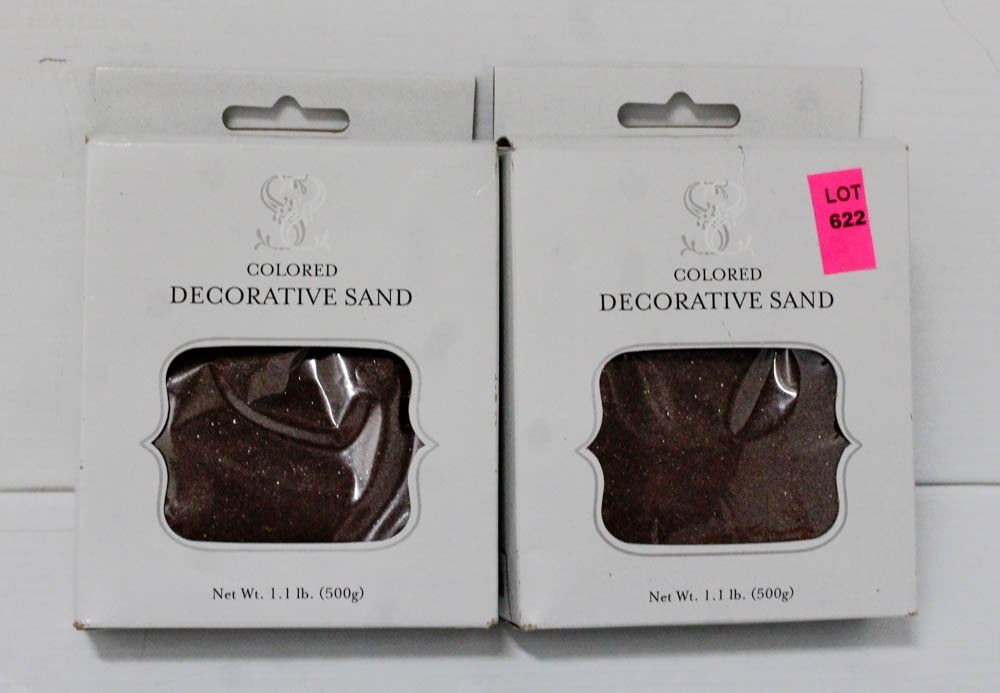 COLORED
DECORATIVE SAND
Net Wt. 1.1 lb. (500g)
LOT
622
COLORED
DECORATIVE SAND
Net Wt. 1.1 lb. (500g)